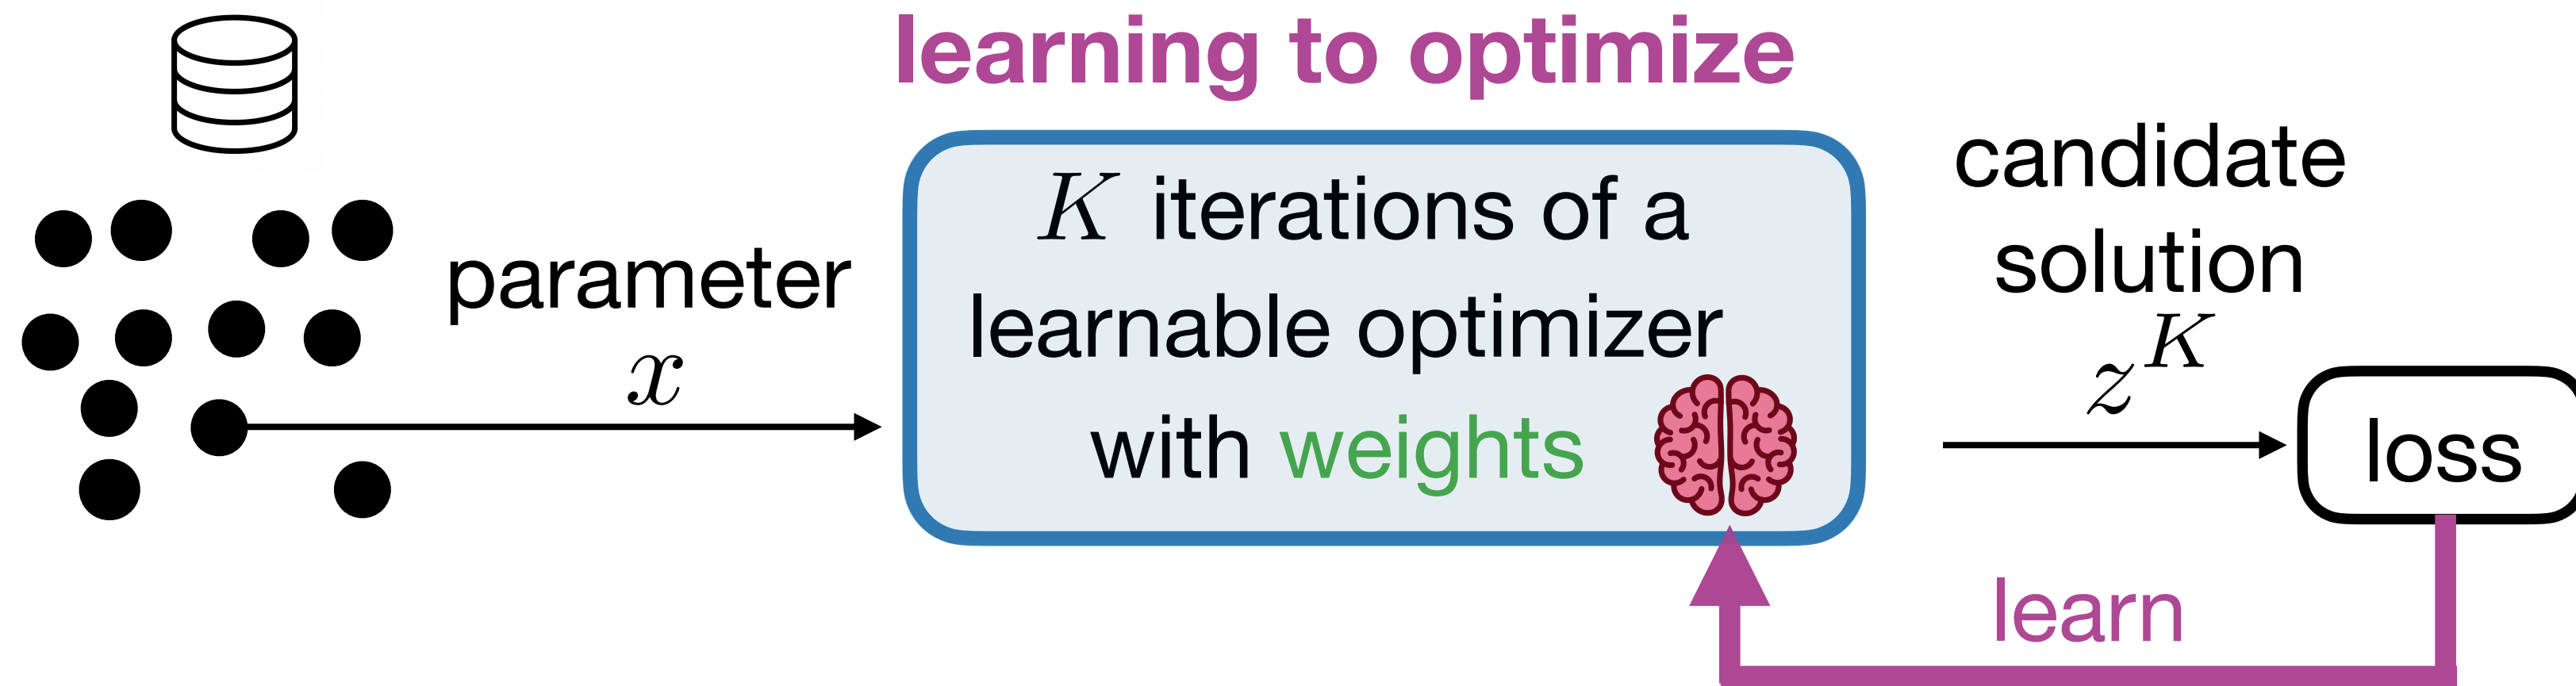 learning to optimize
parameter
x
K iterations of a
learnable optimizer
with weights
candidate
solution
z^K
loss
learn